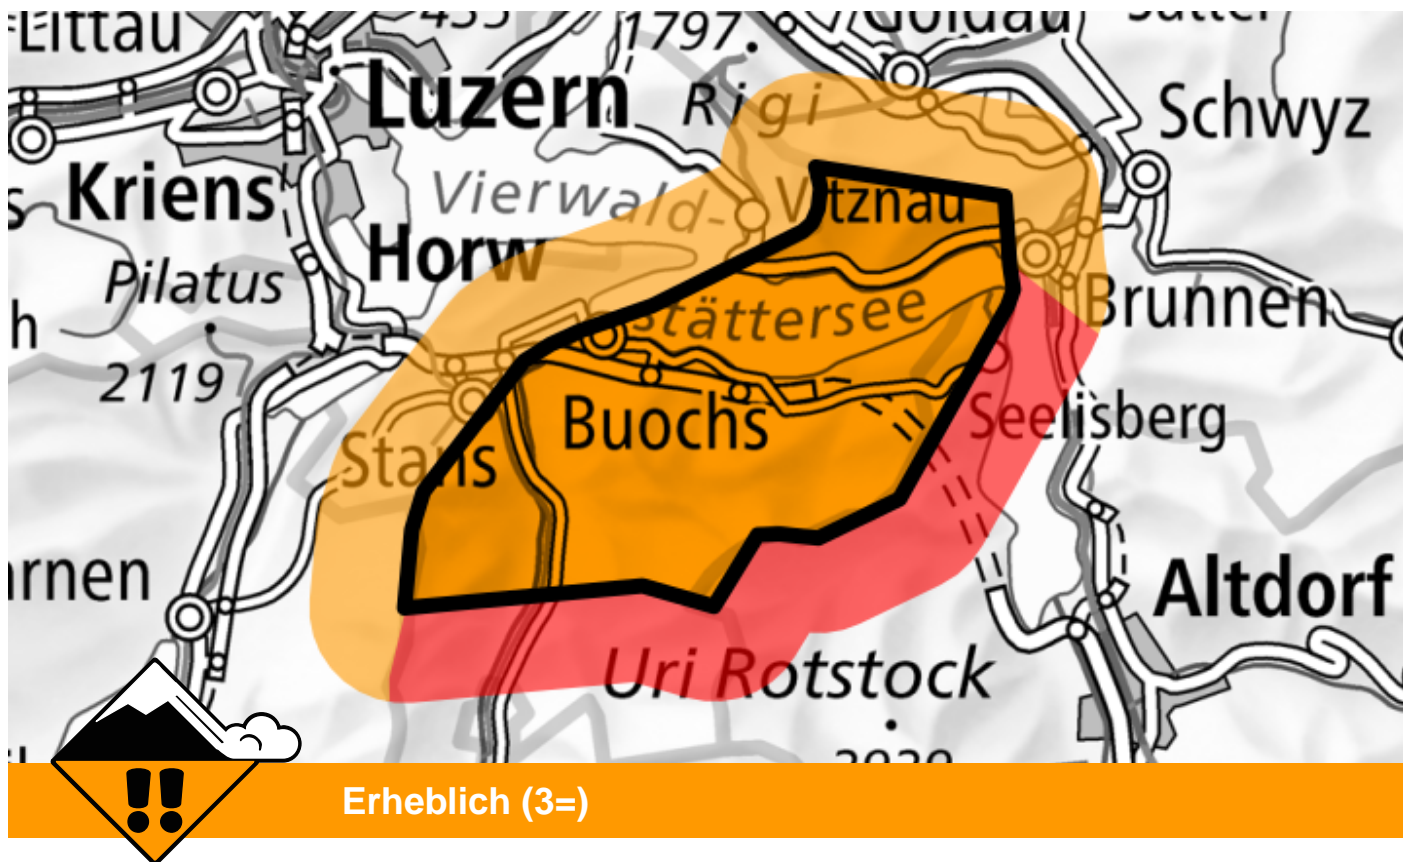 Littau
1797
Goldau
Luzern
Rigi
Schwyz
Kriens
Vierwald-
Vitznau
Horw
Pilatus
stättersee
Brunnen
2119
Buochs
Seelisberg
Stans
Altdorf
Uri Rotstock
Erheblich (3=)